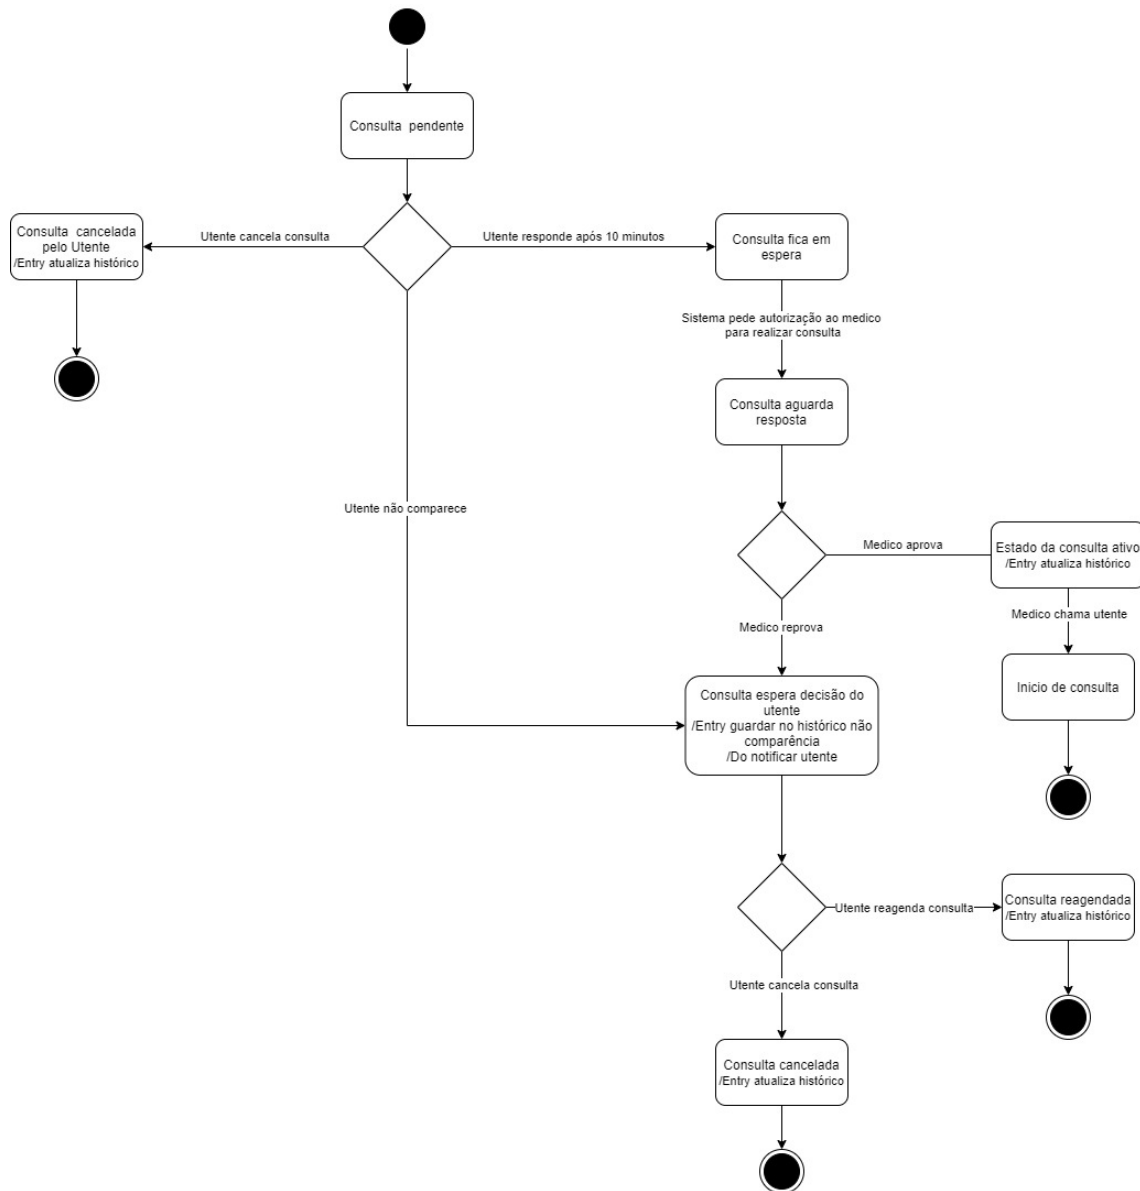 Consulta pendente
Consulta cancelada
pelo Utente
/Entry atualiza histórico
Utente cancela consulta
Utente responde após 10 minutos
Consulta fica em
espera
Sistema pede autorização ao medico
para realizar consulta
Consulta aguarda
resposta
Utente não comparece
Medico aprova
Estado da consulta ativo
/Entry atualiza histórico
Medico chama utente
Medico reprova
Inicio de consulta
Consulta espera decisão do
utente
/Entry guardar no histórico não
comparência
/Do notificar utente
Utente reagenda consulta
Consulta reagendada
/Entry atualiza histórico
Utente cancela consulta
Consulta cancelada
/Entry atualiza histórico